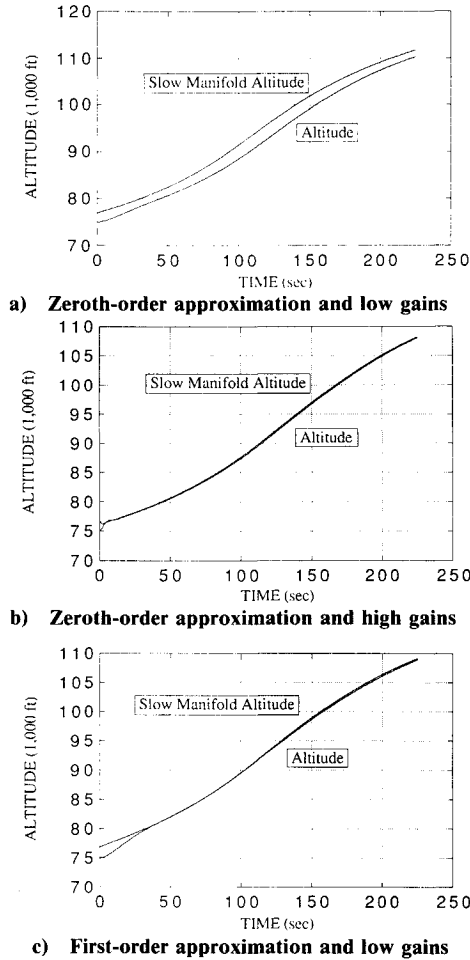 120
110
100
90
80
70
ALTITUDE (1,000 ft)
Slow Manifold Altitude
Altitude
0 50 100 150 200 250
TIME (sec)
a) Zeroth-order approximation and low gains
110
105
100
95
90
85
80
75
70
ALTITUDE (1,000 ft)
Slow Manifold Altitude
Altitude
0 50 100 150 200 250
TIME (sec)
b) Zeroth-order approximation and high gains
110
105
100
95
90
85
80
75
70
ALTITUDE (1,000 ft)
Slow Manifold Altitude
Altitude
0 50 100 150 200 250
TIME (sec)
c) First-order approximation and low gains